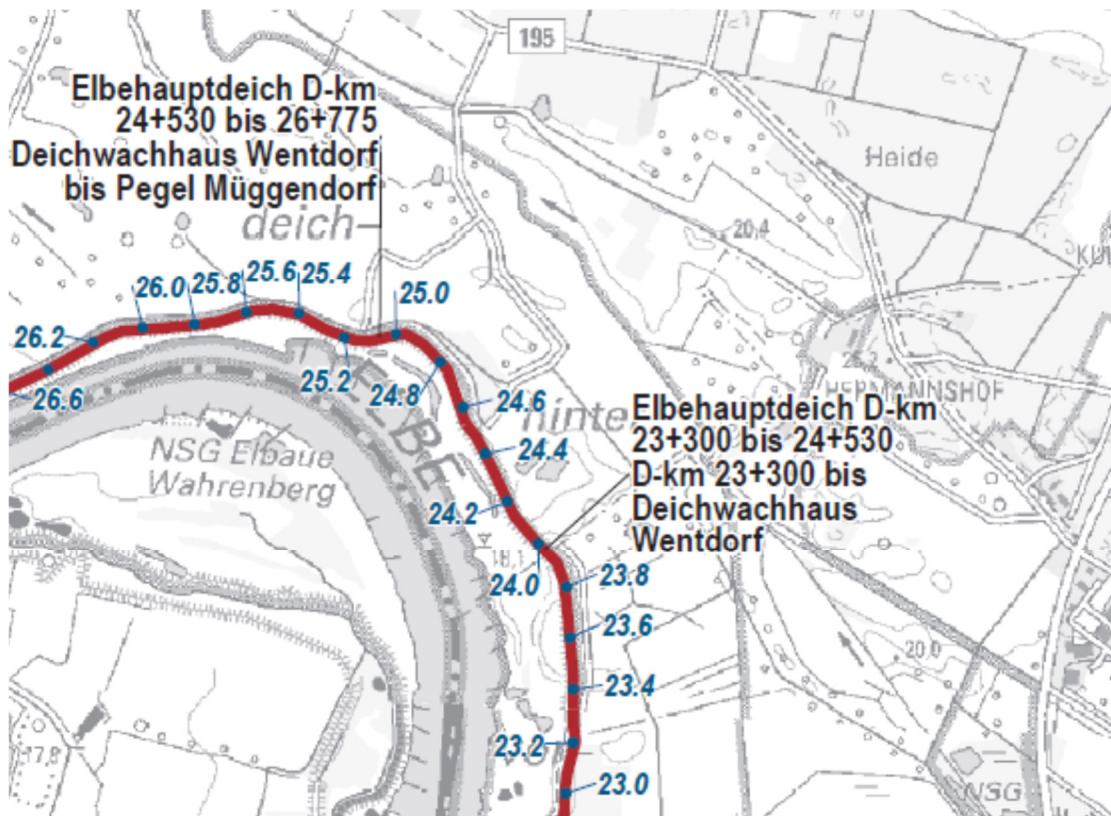 195
Elbehauptdeich D-km
24+530 bis 26+775
Deichwachhaus Wentdorf
bis Pegel Müggendorf
Heide
deich
20,4
26.0
25.8
25.6
25.4
25.0
26.2
26.6
25.2
24.8
24.6
24.4
24.2
24.0
ELBE
HERMANNSHOF
NSG Elbaue
Wahrenberg
Elbehauptdeich D-km
23+300 bis 24+530
D-km 23+300 bis
Deichwachhaus
Wentdorf
23.8
23.6
23.4
23.2
23.0
20,0
NSG